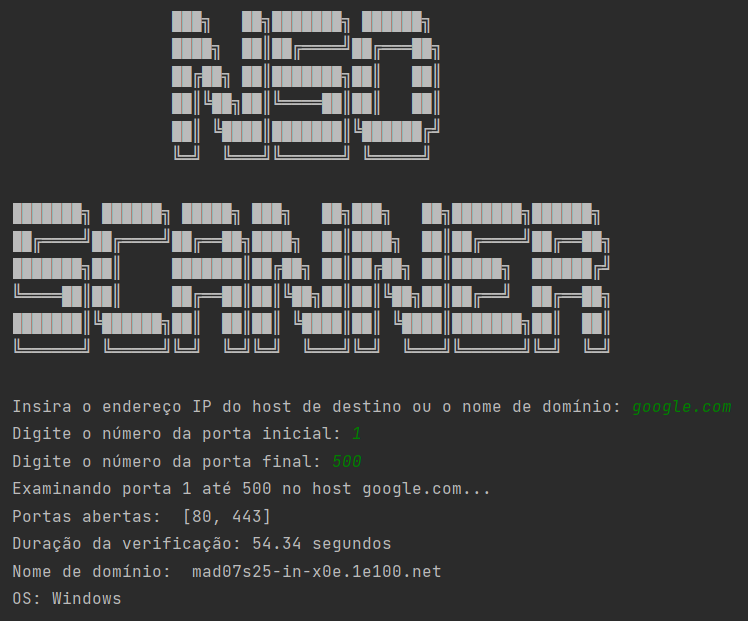 NSO
SCANNER
Insira o endereço IP do host de destino ou o nome de domínio: google.com
Digite o número da porta inicial: 1
Digite o número da porta final: 500
Examinando porta 1 até 500 no host google.com...
Portas abertas:  [80, 443]
Duração da verificação: 54.34 segundos
Nome de domínio:  mad07s25-in-x0e.1e100.net
OS: Windows